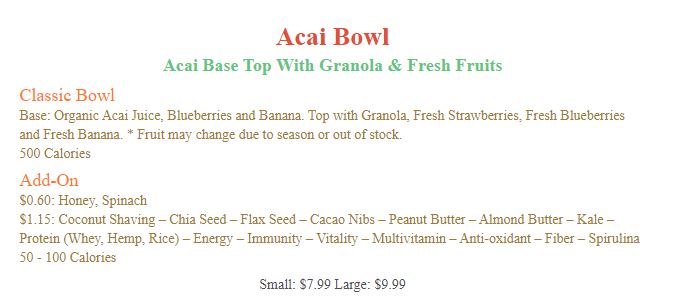 Acai Bowl
Acai Base Top With Granola & Fresh Fruits
Classic Bowl
Base: Organic Acai Juice, Blueberries and Banana. Top with Granola, Fresh Strawberries, Fresh Blueberries
and Fresh Banana. * Fruit may change due to season or out of stock.
500 Calories
Add-On
$0.60: Honey, Spinach
$1.15: Coconut Shaving – Chia Seed – Flax Seed – Cacao Nibs – Peanut Butter – Almond Butter – Kale –
Protein (Whey, Hemp, Rice) – Energy – Immunity – Vitality – Multivitamin – Anti-oxidant – Fiber – Spirulina
50 - 100 Calories
Small: $7.99 Large: $9.99